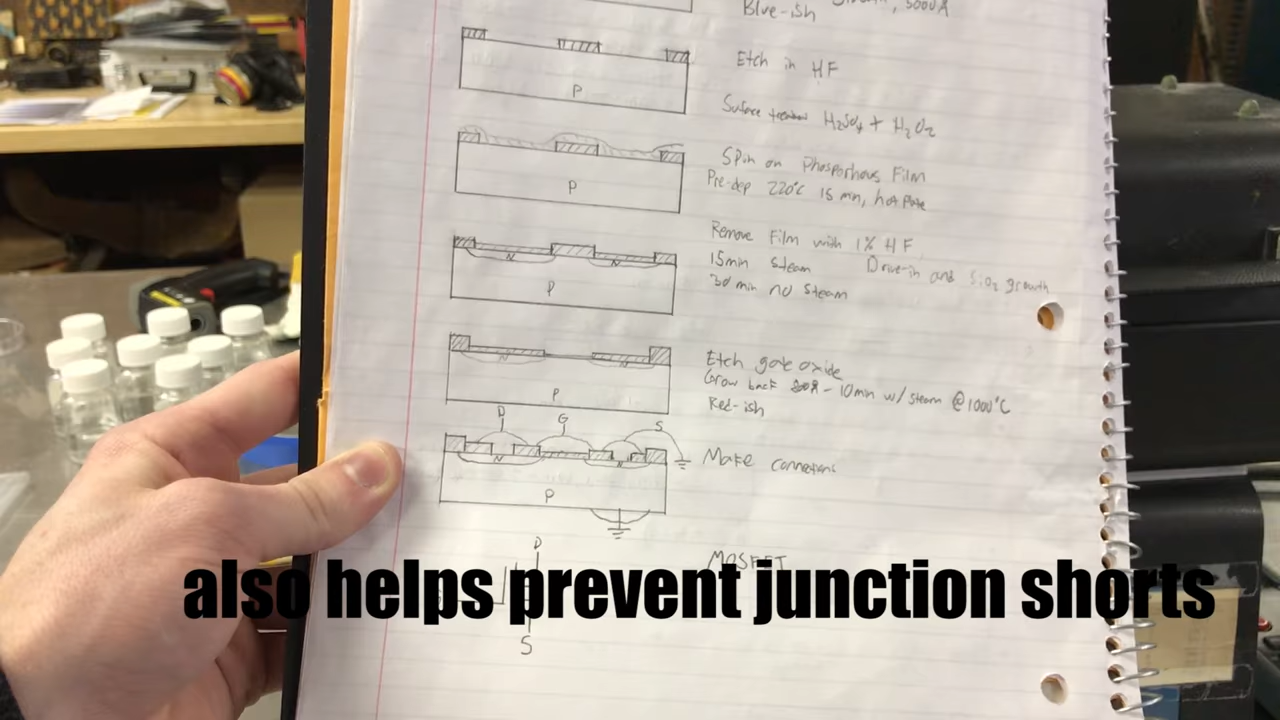 5000A
Blue-ish
Etch in HF
P
Surface H2SO4 + H2O2
Spin on Phosporhous Film
Pre-dep 220°C 15 min, hot plate
P
Remove Film with 1% HF
15min steam Drive-in and SiO2 growth
30 min no steam
N N
P
Etch gate oxide
Grow back - 10min w/ steam @1000°C
Red-ish
N N
P
D G S
Make connections
N N
P
MOSFET
D
S
also helps prevent junction shorts